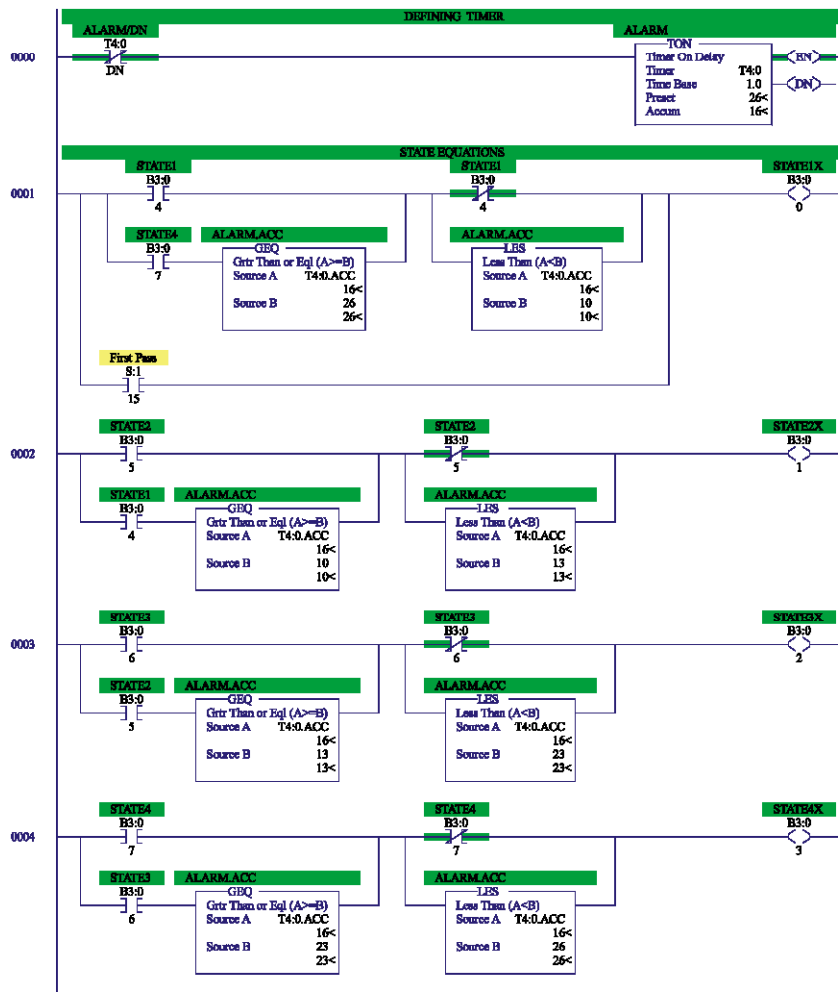 DEFINING TIMER
ALARM/DN ALARM
T4:0 TON
0000 DN Timer On Delay EN
Timer T4:0
Time Base 1.0 DN
Preset 26<
Accum 16<
STATE EQUATIONS
STATE1 STATE1 STATE1X
B3:0 B3:0 B3:0
0001
4 4 0
STATE4 ALARM.ACC ALARM.ACC
B3:0 GEQ LES
Grtr Than or Eql (A>=B) Less Than (A<B)
7 Source A T4:0.ACC Source A T4:0.ACC
16< 16<
Source B 26 Source B 10
26< 10<
First Pass
S:1
15
STATE2 STATE2 STATE2X
B3:0 B3:0 B3:0
0002
5 5 1
STATE1 ALARM.ACC ALARM.ACC
B3:0 GEQ LES
Grtr Than or Eql (A>=B) Less Than (A<B)
4 Source A T4:0.ACC Source A T4:0.ACC
16< 16<
Source B 10 Source B 13
10< 13<
STATE3 STATE3 STATE3X
B3:0 B3:0 B3:0
0003
6 6 2
STATE2 ALARM.ACC ALARM.ACC
B3:0 GEQ LES
Grtr Than or Eql (A>=B) Less Than (A<B)
5 Source A T4:0.ACC Source A T4:0.ACC
16< 16<
Source B 13 Source B 23
13< 23<
STATE4 STATE4 STATE4X
B3:0 B3:0 B3:0
0004
7 7 3
STATE3 ALARM.ACC ALARM.ACC
B3:0 GEQ LES
Grtr Than or Eql (A>=B) Less Than (A<B)
6 Source A T4:0.ACC Source A T4:0.ACC
16< 16<
Source B 23 Source B 26
23< 26<